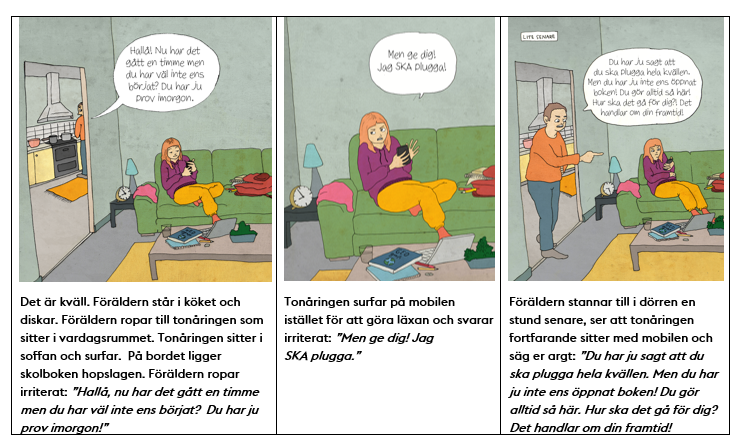 Hallå! Nu har det
gått en timme men
du har väl inte ens
börjat? Du har ju
prov imorgon.
Men ge dig!
Jag SKA plugga!
LITE SENARE
Du har ju sagt att
du ska plugga hela kvällen.
Men du har ju inte ens öppnat
boken! Du gör alltid så här!
Hur ska det gå för dig?! Det
handlar om din framtid!
Det är kväll. Föräldern står i köket och
diskar. Föräldern ropar till tonåringen som
sitter i vardagsrummet. Tonåringen sitter i
soffan och surfar.  På bordet ligger
skolboken hopslagen. Föräldern ropar
irriterat: ”Hallå, nu har det gått en timme
men du har väl inte ens börjat?  Du har ju
prov imorgon!”
Tonåringen surfar på mobilen
istället för att göra läxan och svarar
irriterat: ”Men ge dig! Jag
SKA plugga.”
Föräldern stannar till i dörren en
stund senare, ser att tonåringen
fortfarande sitter med mobilen och
säg er argt: ”Du har ju sagt att du
ska plugga hela kvällen. Men du har
ju inte ens öppnat boken! Du gör
alltid så här. Hur ska det gå för dig?
Det handlar om din framtid!